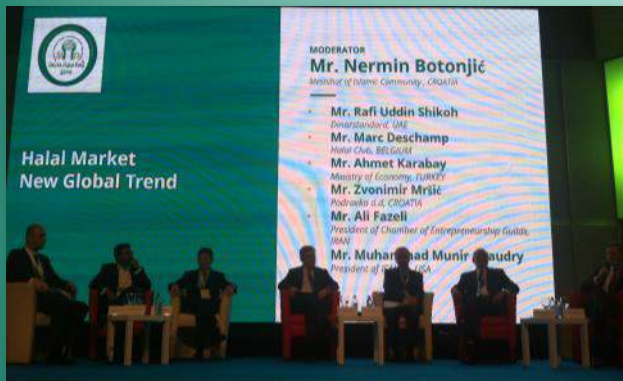 Halal Market
New Global Trend
MODERATOR
Mr. Nermin Botonjić
Meshihat of Islamic Community, CROATIA
Mr. Rafi Uddin Shikoh
Dinarstandard, UAE
Mr. Marc Deschamp
Halal Club, BELGIUM
Mr. Ahmet Karabay
Ministry of Economy, TURKEY
Mr. Zvonimir Mršić
Podravka d.d, CROATIA
Mr. Ali Fazeli
President of Chamber of Entrepreneurship Guilds,
IRAN
Mr. Muhammad Munir
President of USA